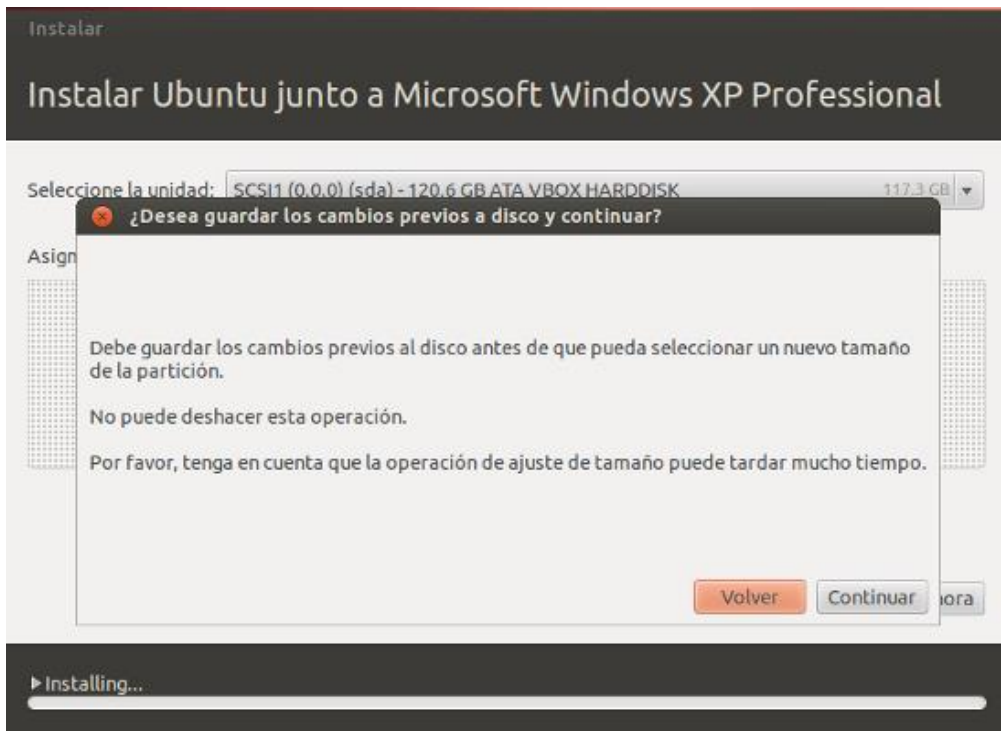 Instalar
Instalar Ubuntu junto a Microsoft Windows XP Professional
Seleccione la unidad: SCSI1 (0,0,0) (sda) - 120.6 GB ATA VBOX HARDDISK 117.3 GB
¿Desea guardar los cambios previos a disco y continuar?
Asign
Debe guardar los cambios previos al disco antes de que pueda seleccionar un nuevo tamaño
de la partición.
No puede deshacer esta operación.
Por favor, tenga en cuenta que la operación de ajuste de tamaño puede tardar mucho tiempo.
Volver Continuar hora
Installing...